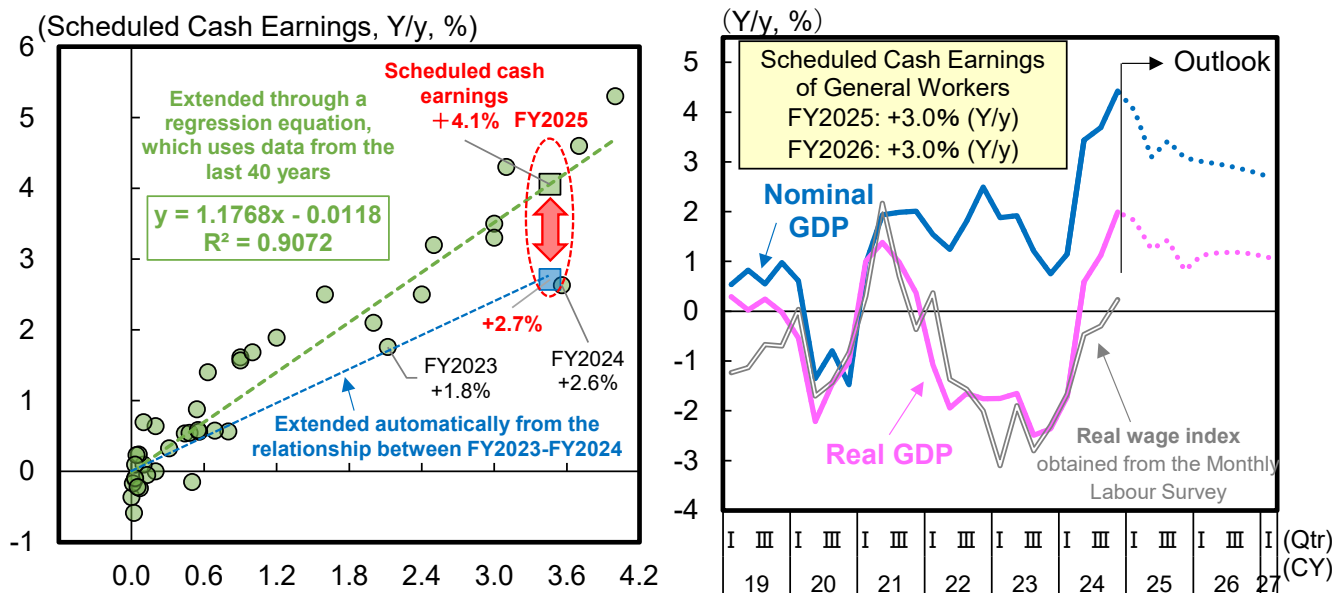 (Scheduled Cash Earnings, Y/y, %)
6
5
4
3
2
1
0
-1
Extended through a
regression equation,
which uses data from the
last 40 years
y = 1.1768x - 0.0118
R² = 0.9072
Scheduled cash
earnings
+4.1%
FY2025
+2.7%
FY2023
+1.8%
FY2024
+2.6%
Extended automatically from the
relationship between FY2023-FY2024
0.0 0.6 1.2 1.8 2.4 3.0 3.6 4.2
(Y/y, %)
5
4
3
2
1
0
-1
-2
-3
-4
Scheduled Cash Earnings
of General Workers
FY2025: +3.0% (Y/y)
FY2026: +3.0% (Y/y)
Outlook
Nominal
GDP
Real GDP
Real wage index
obtained from the Monthly
Labour Survey
I III I III I III I III I III I III I III I III I (Qtr)
19 20 21 22 23 24 25 26 27 (CY)